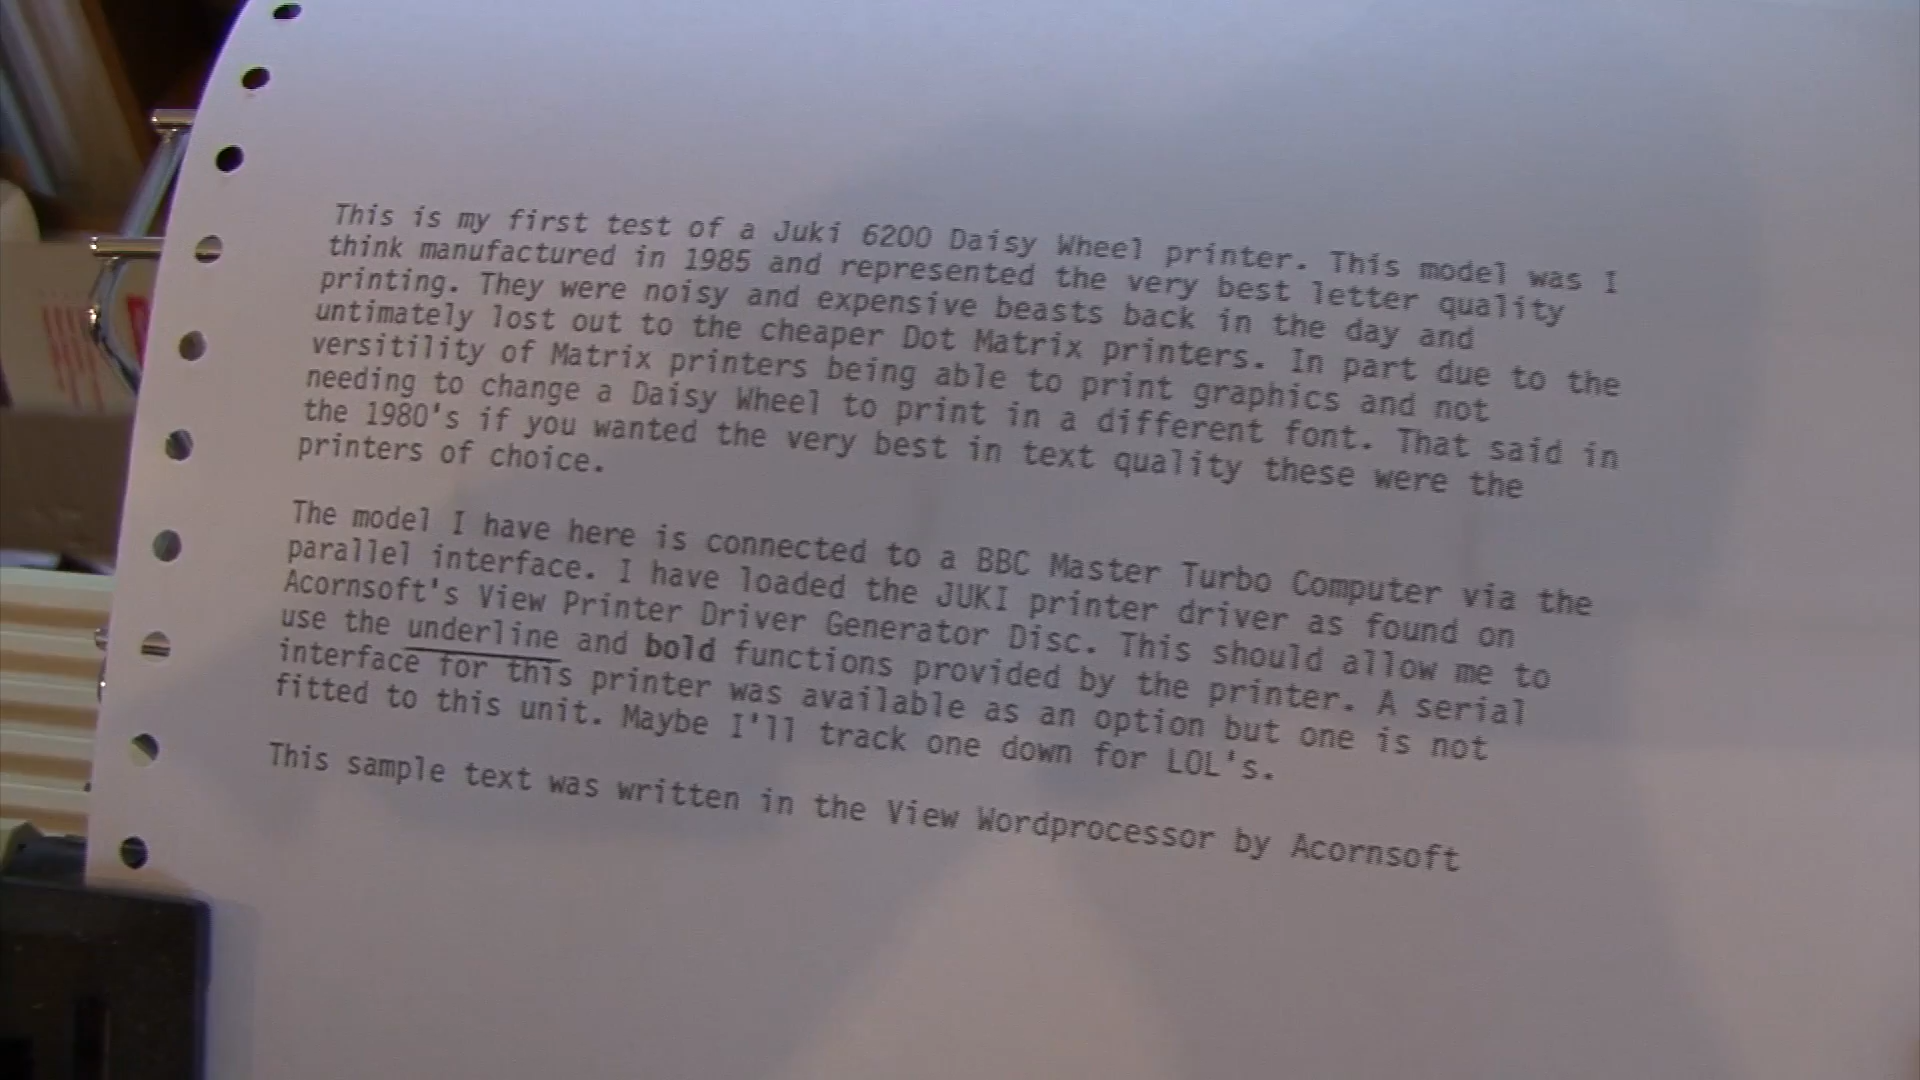 This is my first test of a Juki 6200 Daisy Wheel printer. This model was I
think manufactured in 1985 and represented the very best letter quality
printing. They were noisy and expensive beasts back in the day and
untimately lost out to the cheaper Dot Matrix printers. In part due to the
versitility of Matrix printers being able to print graphics and not
needing to change a Daisy Wheel to print in a different font. That said in
the 1980's if you wanted the very best in text quality these were the
printers of choice.
The model I have here is connected to a BBC Master Turbo Computer via the
parallel interface. I have loaded the JUKI printer driver as found on
Acornsoft's View Printer Driver Generator Disc. This should allow me to
use the underline and bold functions provided by the printer. A serial
interface for this printer was available as an option but one is not
fitted to this unit. Maybe I'll track one down for LOL's.
This sample text was written in the View Wordprocessor by Acornsoft